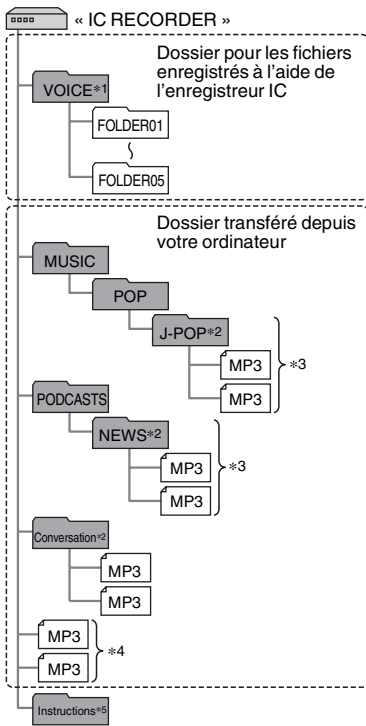 « IC RECORDER »
Dossier pour les fichiers
enregistrés à l'aide de
l'enregistreur IC
VOICE*1
FOLDER01
FOLDER05
Dossier transféré depuis
votre ordinateur
MUSIC
POP
J-POP*2
MP3
*3
MP3
PODCASTS
NEWS*2
MP3
*3
MP3
Conversation*2
MP3
MP3
MP3
*4
MP3
Instructions*5